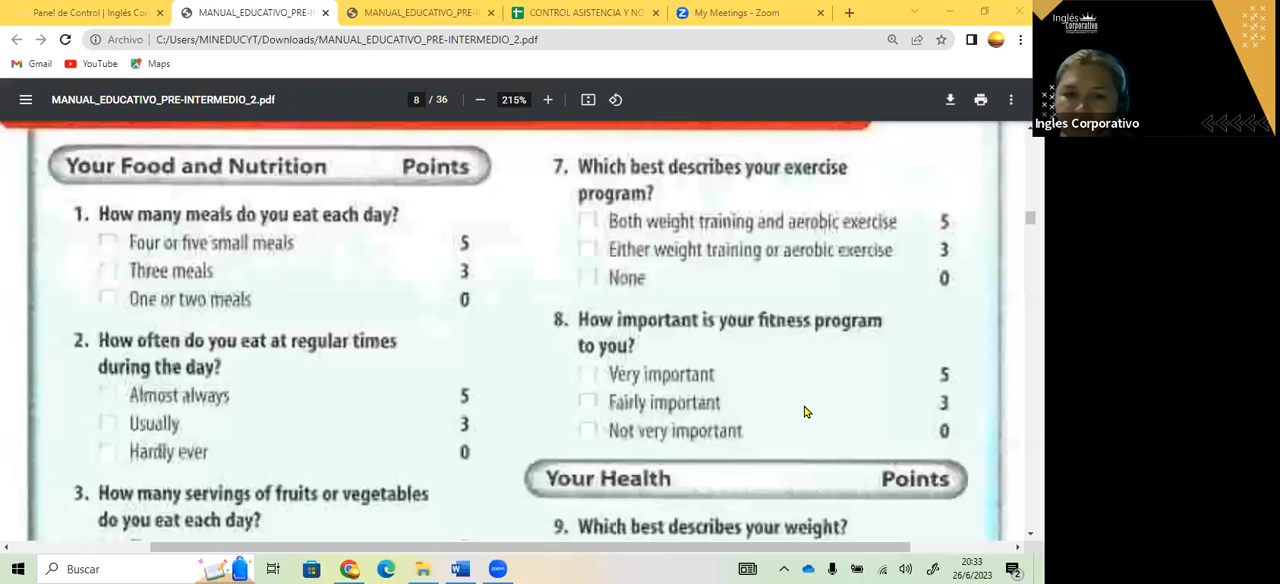 Panel de Control | Inglés Co
MANUAL_EDUCATIVO_PRE-I
MANUAL_EDUCATIVO_PRE-I
CONTROL ASISTENCIA Y NO
My Meetings - Zoom
Archivo C:/Users/MINEDUCYT/Downloads/MANUAL_EDUCATIVO_PRE-INTERMEDIO_2.pdf
Gmail YouTube Maps
MANUAL_EDUCATIVO_PRE-INTERMEDIO_2.pdf 8 / 36 215%
Your Food and Nutrition Points
1. How many meals do you eat each day?
Four or five small meals 5
Three meals 3
One or two meals 0
2. How often do you eat at regular times
during the day?
Almost always 5
Usually 3
Hardly ever 0
3. How many servings of fruits or vegetables
do you eat each day?
7. Which best describes your exercise
program?
Both weight training and aerobic exercise 5
Either weight training or aerobic exercise 3
None 0
8. How important is your fitness program
to you?
Very important 5
Fairly important 3
Not very important 0
Your Health Points
9. Which best describes your weight?
Inglés
Corporativo
Ingles Corporativo
Buscar
zoom
20:33
26/6/2023
2